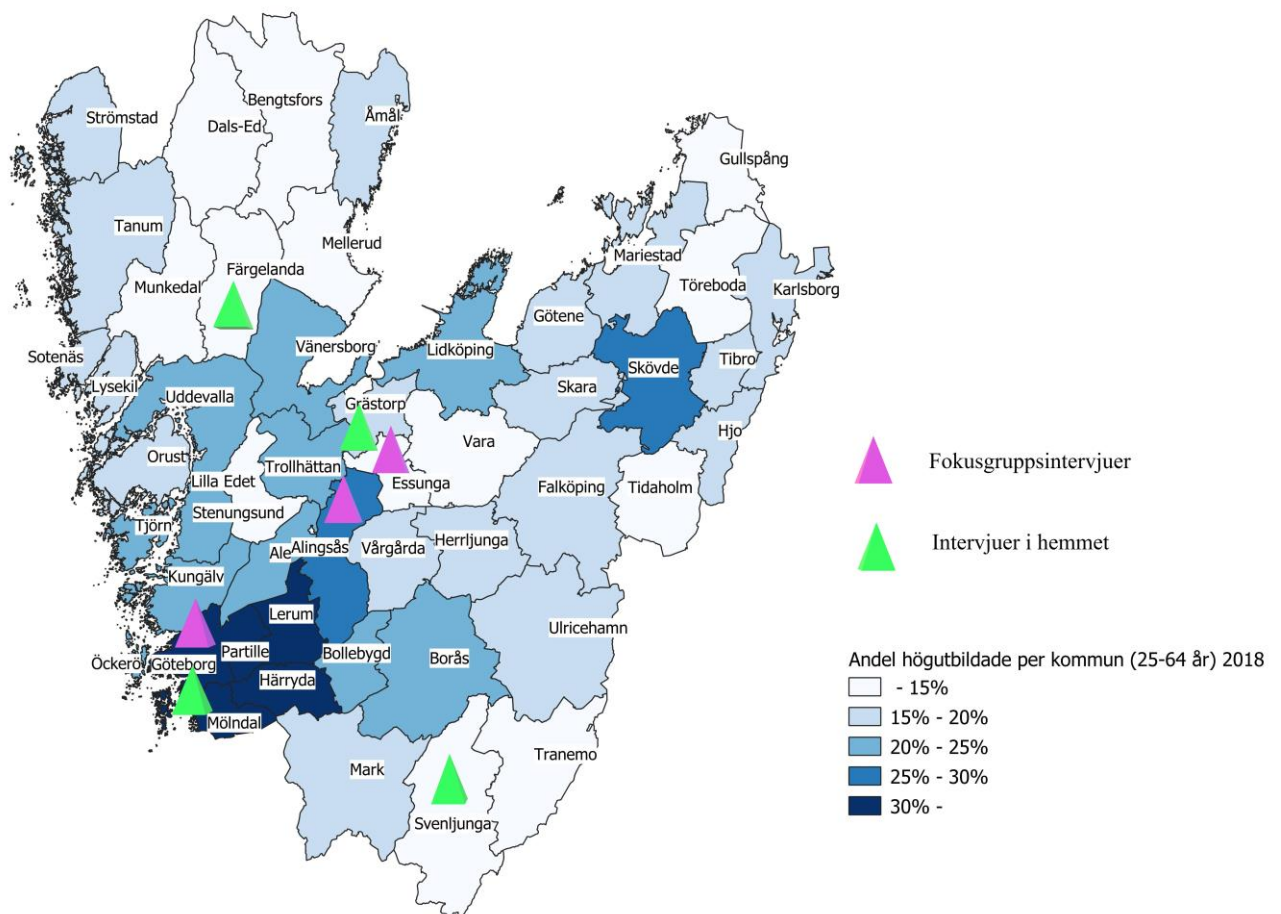 Strömstad
Bengtsfors
Dals-Ed
Åmål
Gullspång
Tanum
Mellerud
Färgelanda
Munkedal
Mariestad
Töreboda
Karlsborg
Götene
Vänersborg
Lidköping
Sotenäs
Lysekil
Uddevalla
Skövde
Tibro
Skara
Grästorp
Hjo
Vara
Orust
Trollhättan
Lilla Edet
Essunga
Falköping
Tidaholm
Stenungsund
Tjörn
Ale
Alingsås
Vårgårda
Herrljunga
Kungälv
Lerum
Ulricehamn
Öckerö
Göteborg
Partille
Bollebygd
Borås
Härryda
Mölndal
Mark
Tranemo
Svenljunga
Fokusgruppsintervjuer
Intervjuer i hemmet
Andel högutbildade per kommun (25-64 år) 2018
- 15%
15% - 20%
20% - 25%
25% - 30%
30% -